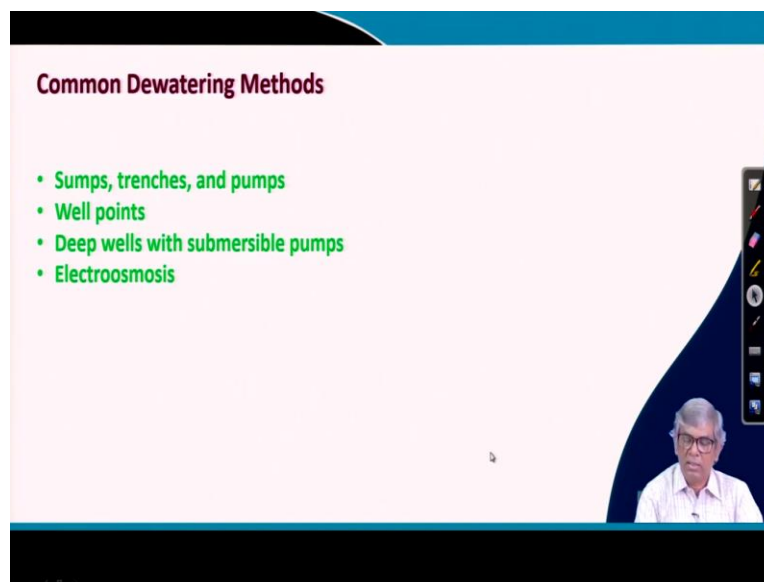 Common Dewatering Methods
• Sumps, trenches, and pumps
• Well points
• Deep wells with submersible pumps
• Electroosmosis